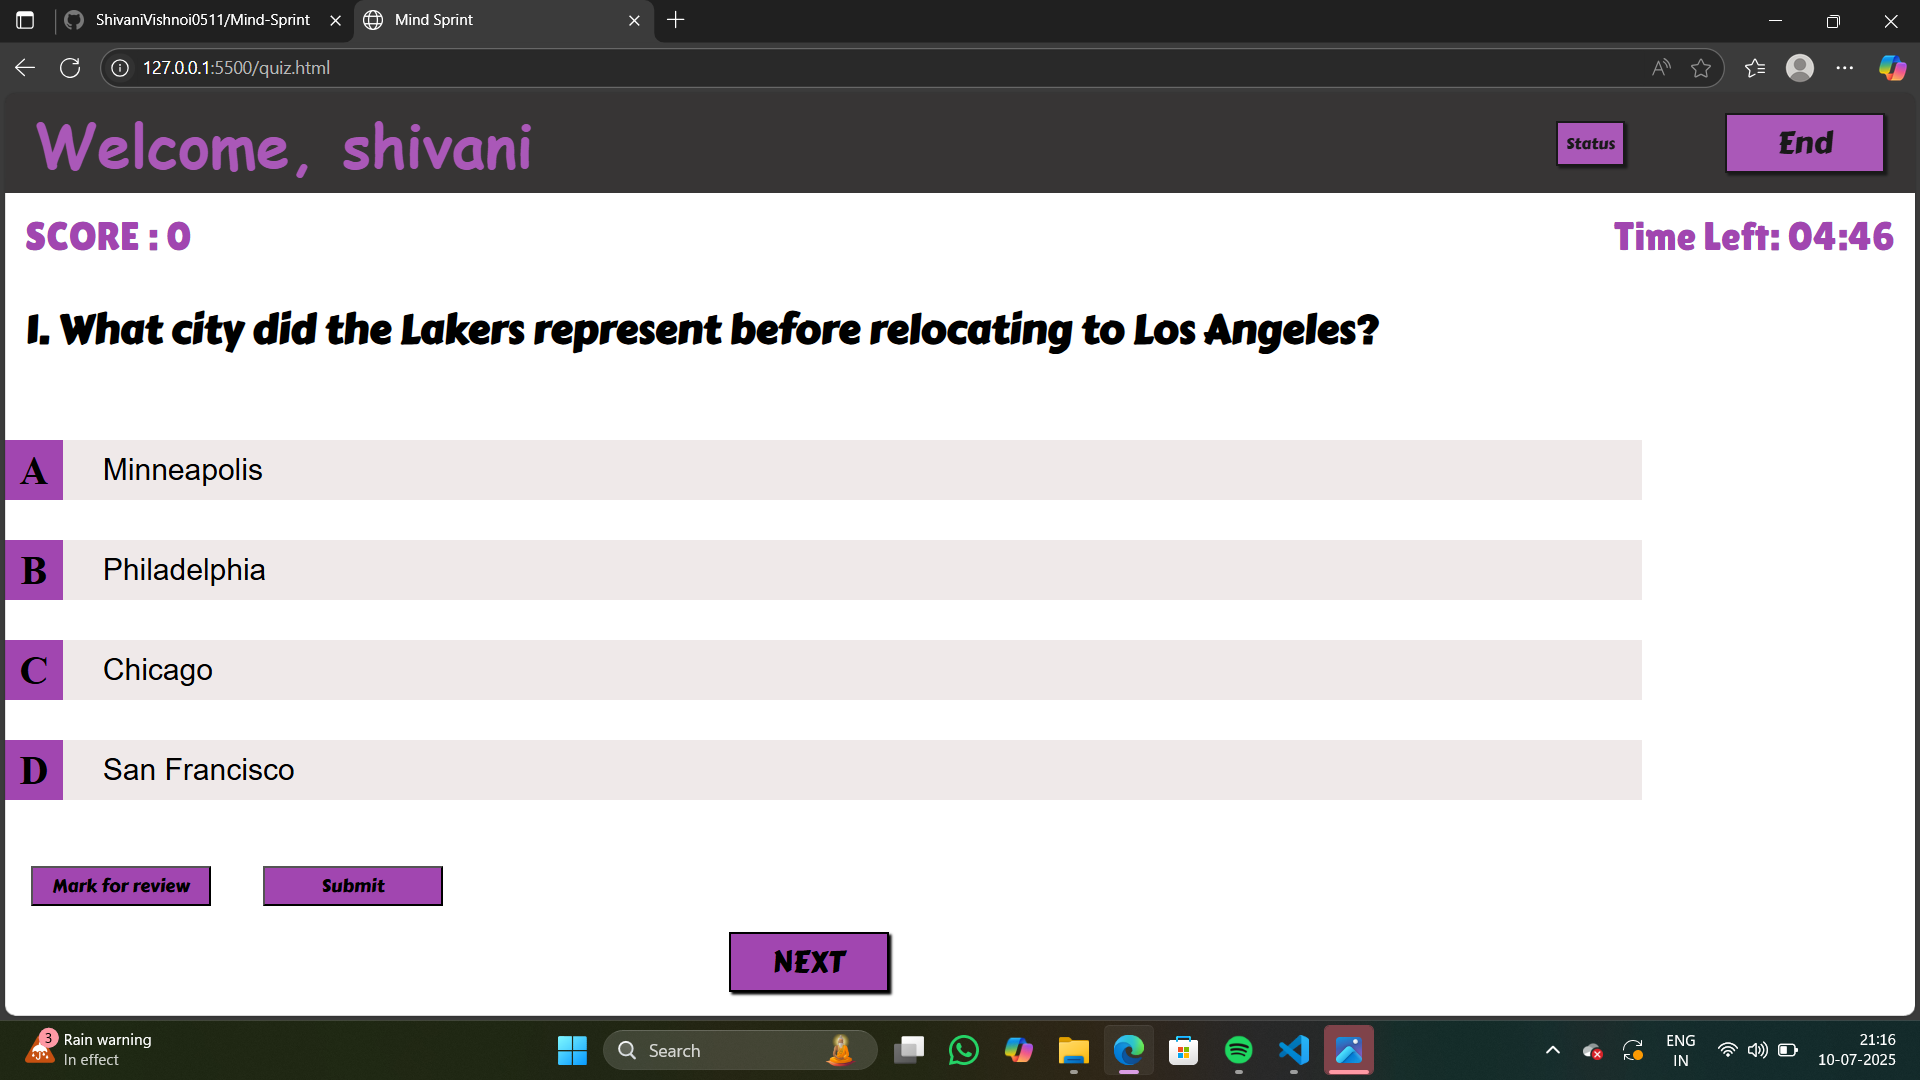 ShivaniVishnoi0511/Mind-Sprint
Mind Sprint
127.0.0.1:5500/quiz.html
Welcome, shivani
Status
End
SCORE : 0
Time Left: 04:46
1. What city did the Lakers represent before relocating to Los Angeles?
A Minneapolis
B Philadelphia
C Chicago
D San Francisco
Mark for review
Submit
NEXT
3
Rain warning
In effect
Search
ENG
IN
21:16
10-07-2025